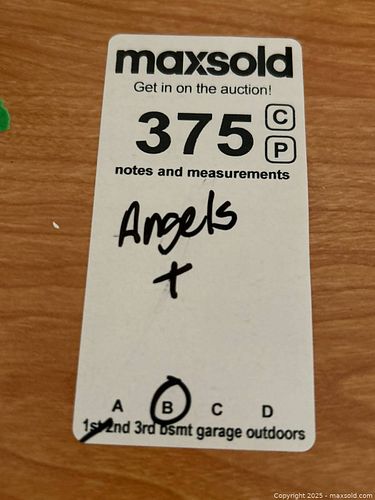 maxsold
Get in on the auction!
375 C
P
notes and measurements
Angels
+
A B C D
1st 2nd 3rd bsmt garage outdoors
Copyright 2025 - maxsold.com